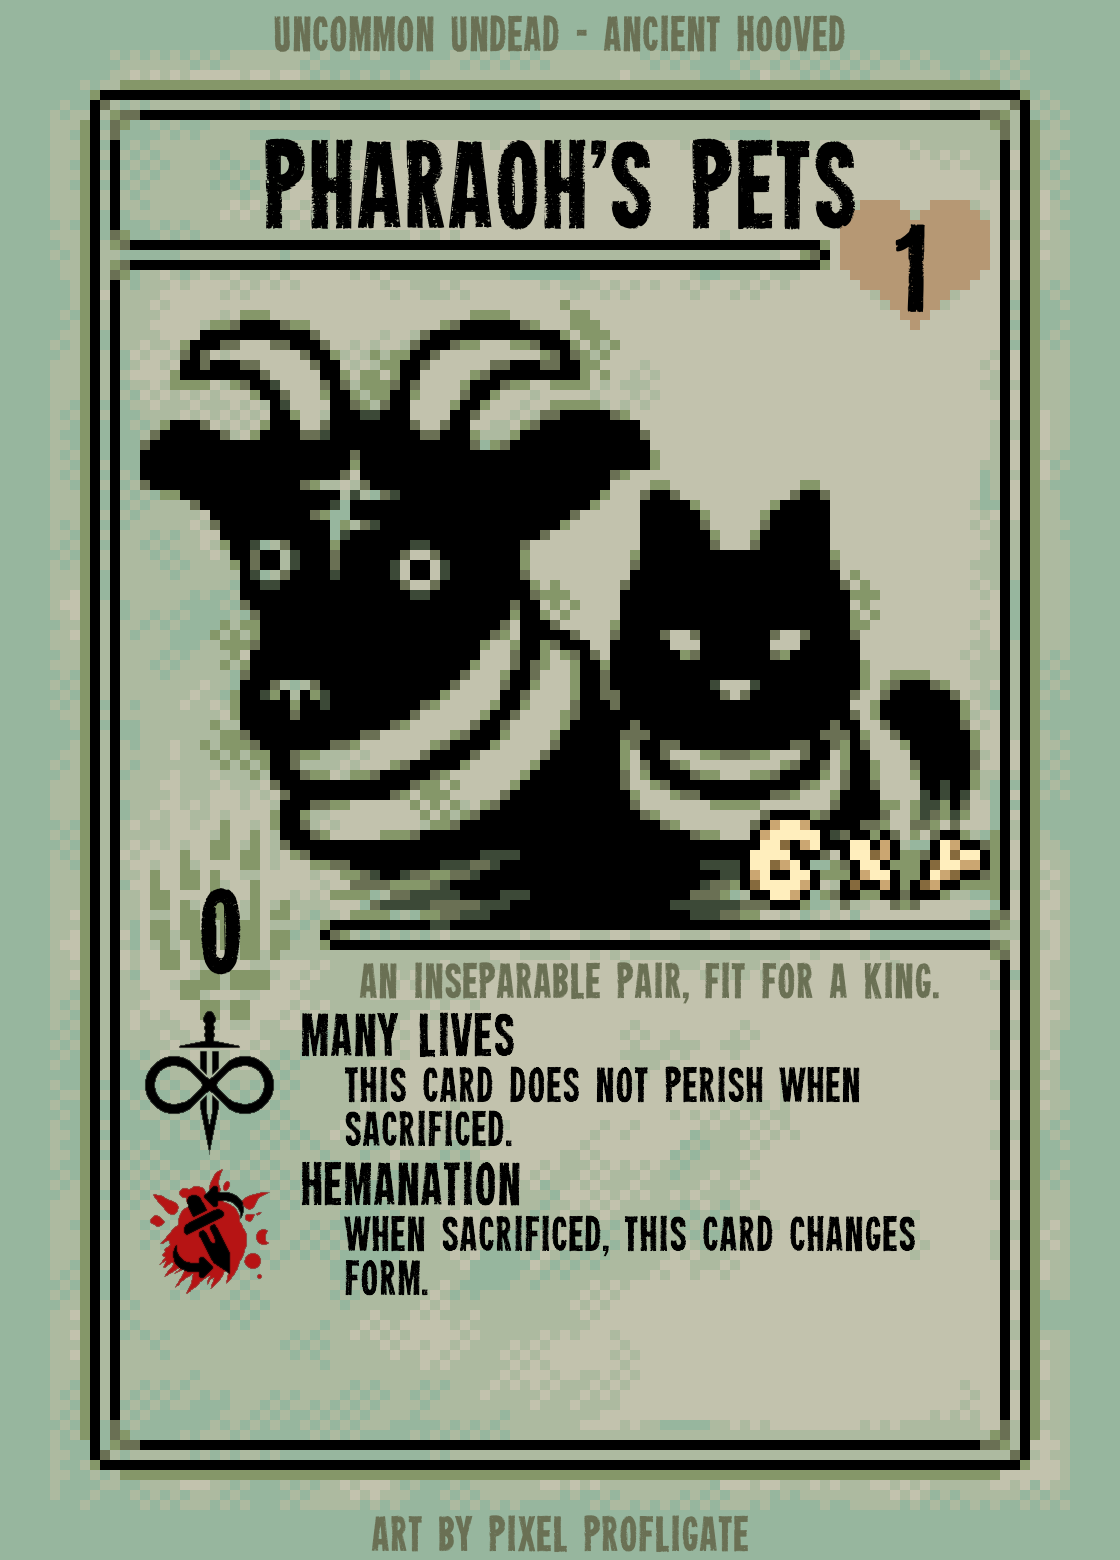 UNCOMMON UNDEAD - ANCIENT HOOVED
PHARAOH'S PETS
1
0
AN INSEPARABLE PAIR, FIT FOR A KING.
MANY LIVES
THIS CARD DOES NOT PERISH WHEN
SACRIFICED.
HEMANATION
WHEN SACRIFICED, THIS CARD CHANGES
FORM.
ART BY PIXEL PROFLIGATE